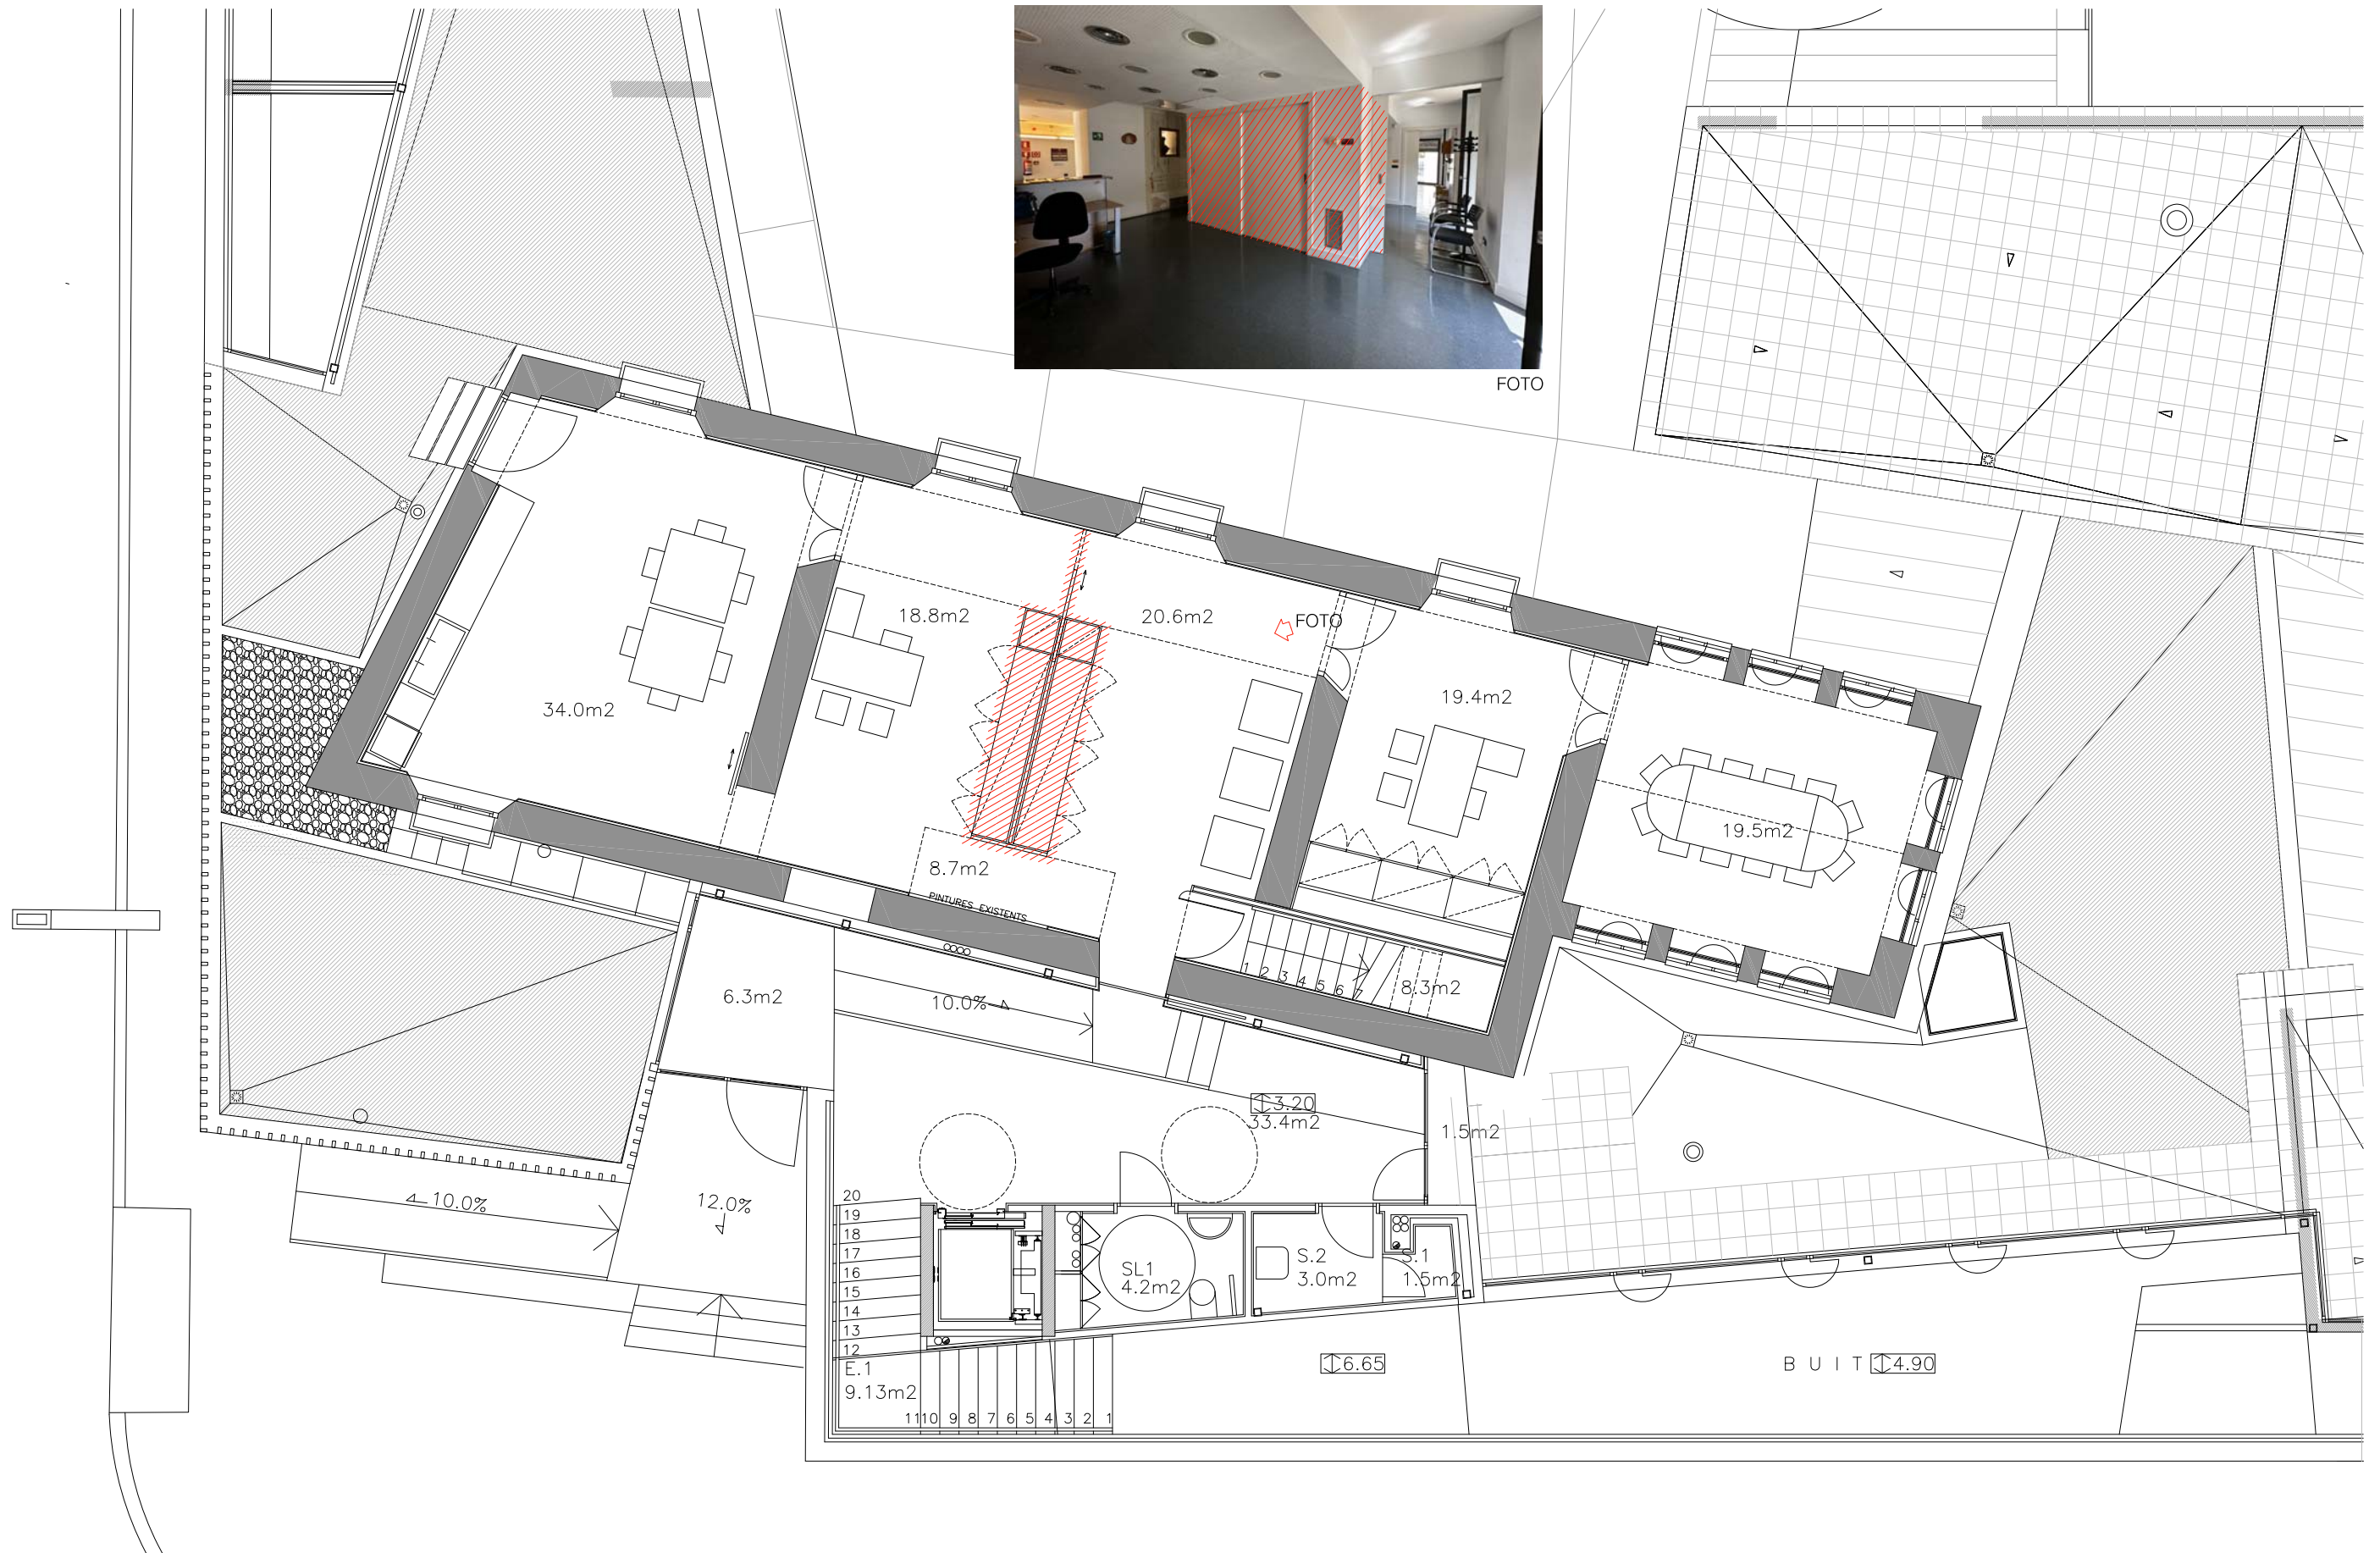 FOTO
18.8m2
20.6m2
FOTO
34.0m2
19.4m2
19.5m2
8.7m2
PINTURES EXISTENTS
6.3m2
10.0%
1 2 3 4 5 6 7
8.3m2
3.20
33.4m2
1.5m2
10.0%
12.0%
20
19
18
17
16
15
14
13
12
SL1
4.2m2
S.2
3.0m2
S.1
1.5m2
E.1
9.13m2
11 10 9 8 7 6 5 4 3 2 1
6.65
BUIT 4.90